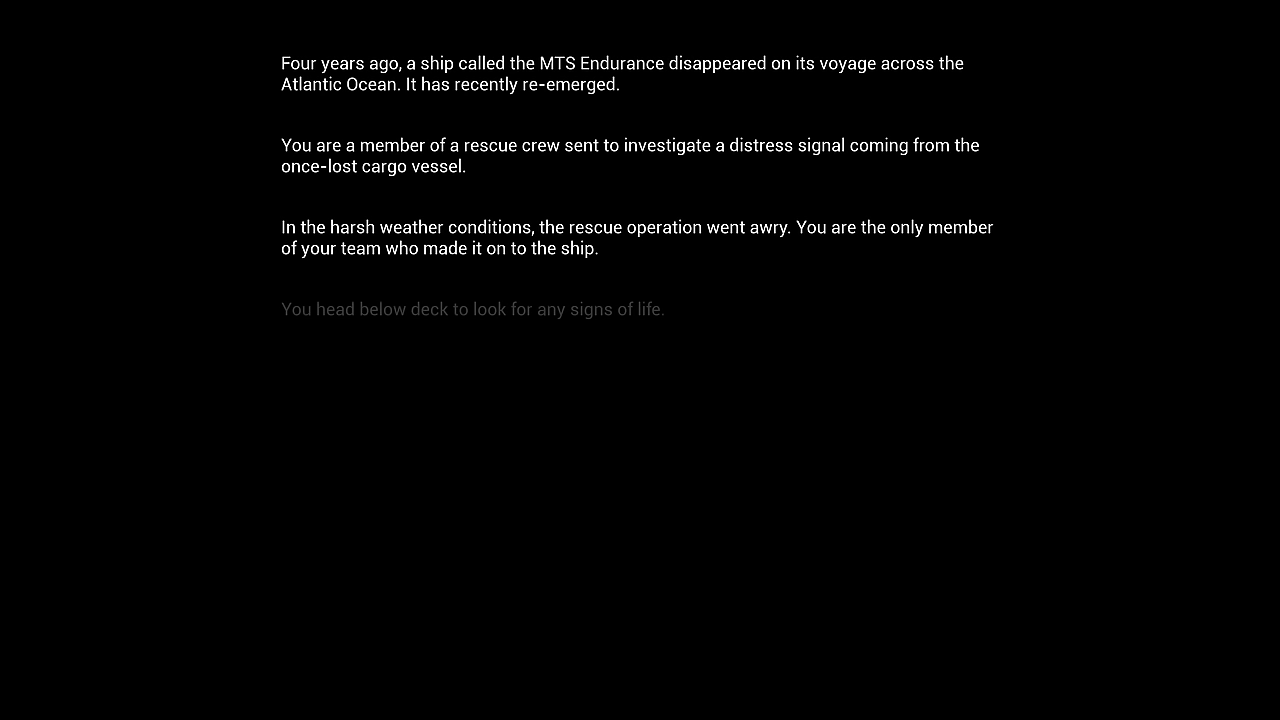 Four years ago, a ship called the MTS Endurance disappeared on its voyage across the
Atlantic Ocean. It has recently re-emerged.
You are a member of a rescue crew sent to investigate a distress signal coming from the
once-lost cargo vessel.
In the harsh weather conditions, the rescue operation went awry. You are the only member
of your team who made it on to the ship.
You head below deck to look for any signs of life.